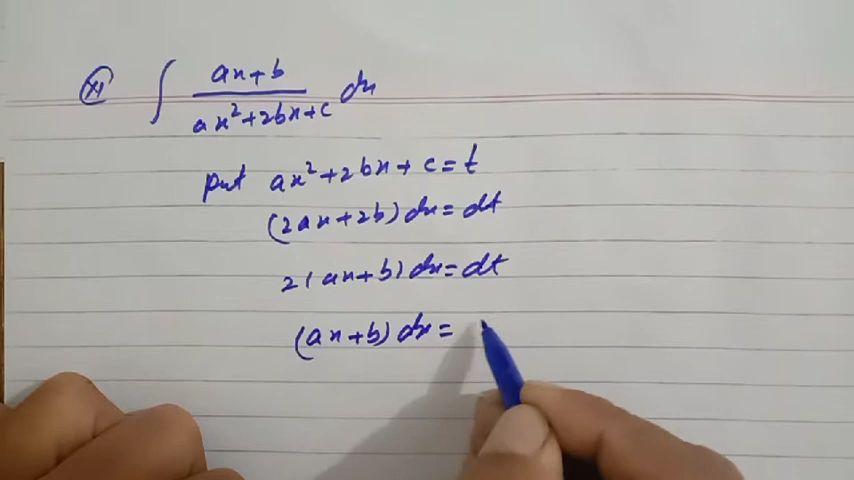 (xi) ∫ (ax+b)/(ax²+2bx+c) dx
put ax²+2bx+c=t
(2ax+2b)dx=dt
2(ax+b)dx=dt
(ax+b)dx=